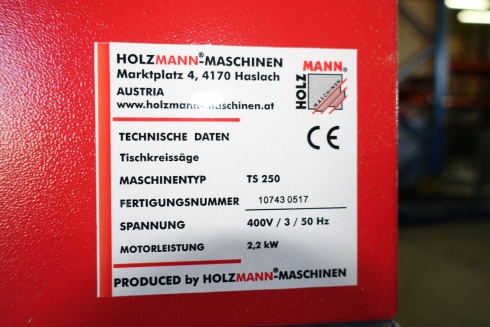 HOLZMANN®-MASCHINEN
Marktplatz 4, 4170 Haslach
AUSTRIA
www.holzmann-maschinen.at
HOLZ
MANN®
MASCHINEN
CE
TECHNISCHE DATEN
Tischkreissäge
MASCHINENTYP TS 250
FERTIGUNGSNUMMER 10743 0517
SPANNUNG 400V / 3 / 50 Hz
MOTORLEISTUNG 2,2 kW
PRODUCED by HOLZMANN®-MASCHINEN